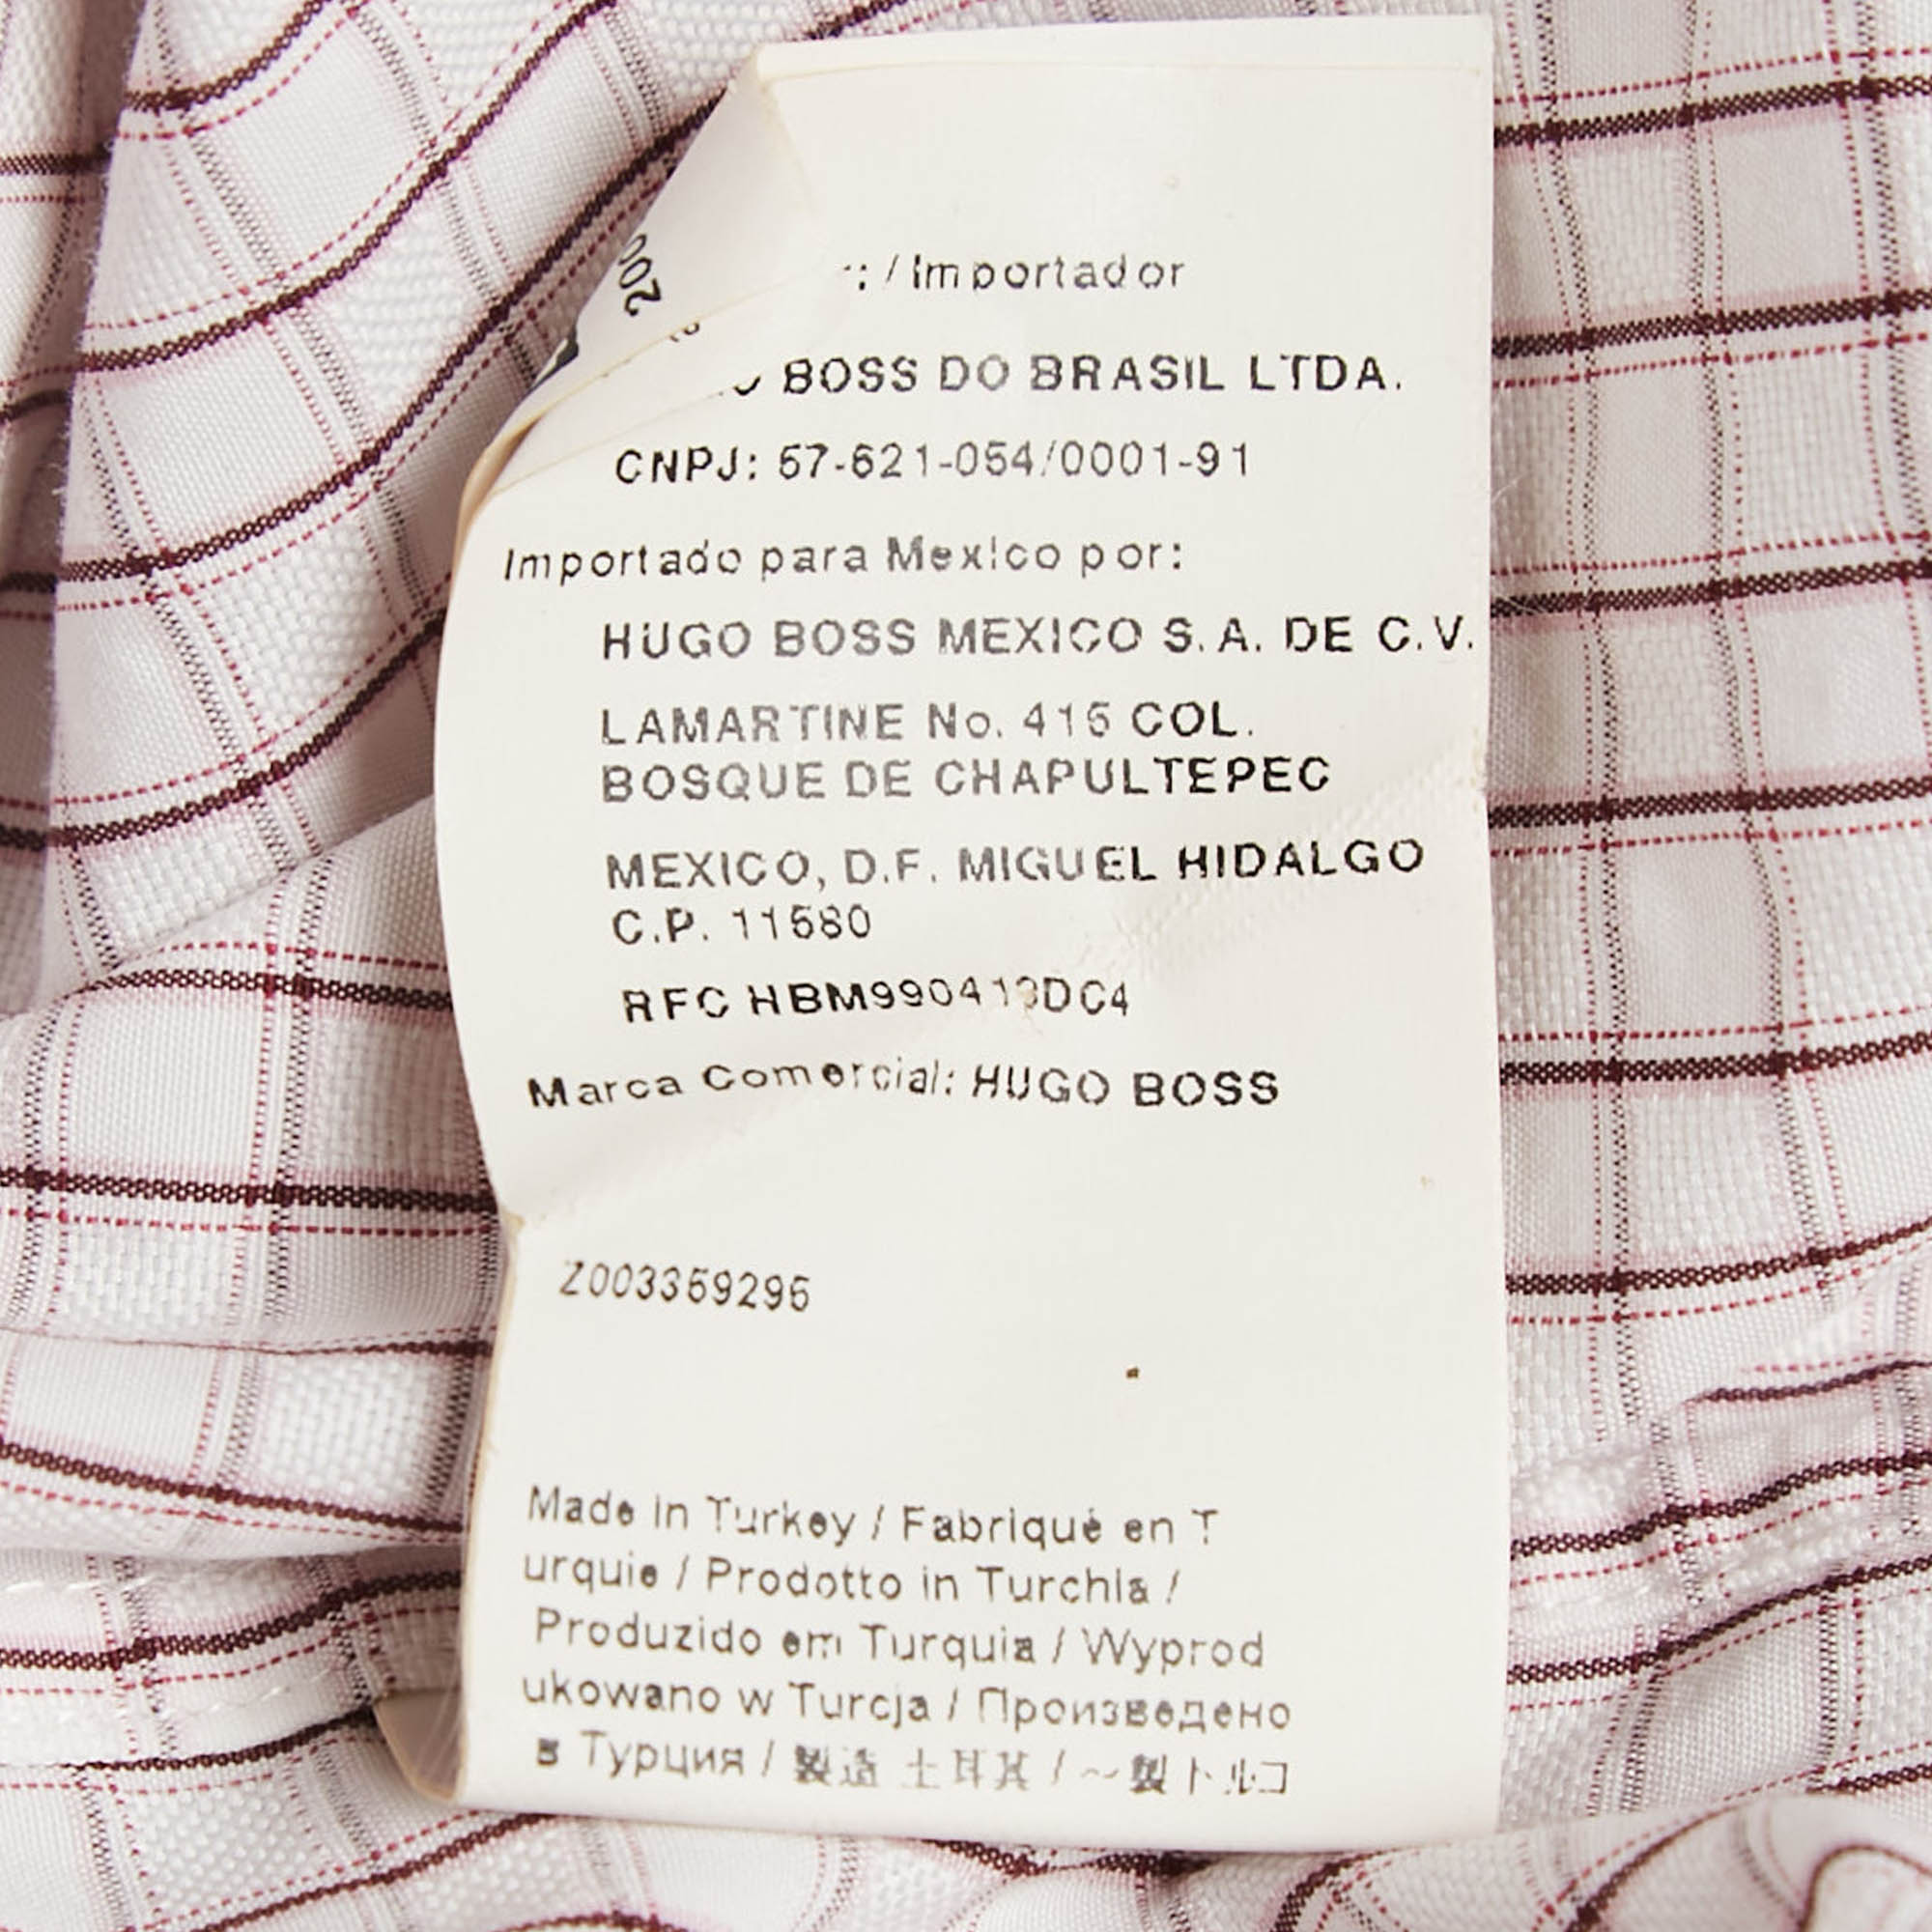 / Importador
BOSS DO BRASIL LTDA.
CNPJ: 57-621-054/0001-91
Importado para Mexico por:
HUGO BOSS MEXICO S.A. DE C.V.
LAMARTINE No. 415 COL.
BOSQUE DE CHAPULTEPEC
MEXICO, D.F. MIGUEL HIDALGO
C.P. 11580
RFC HBM990413DC4
Marca Comercial: HUGO BOSS
Z003359295
Made in Turkey / Fabriqué en T
urquie / Prodotto in Turchia /
Produzido em Turquia / Wyprod
ukowano w Turcja / Произведено
в Турция / 製造 土耳其 / ～製トルコ